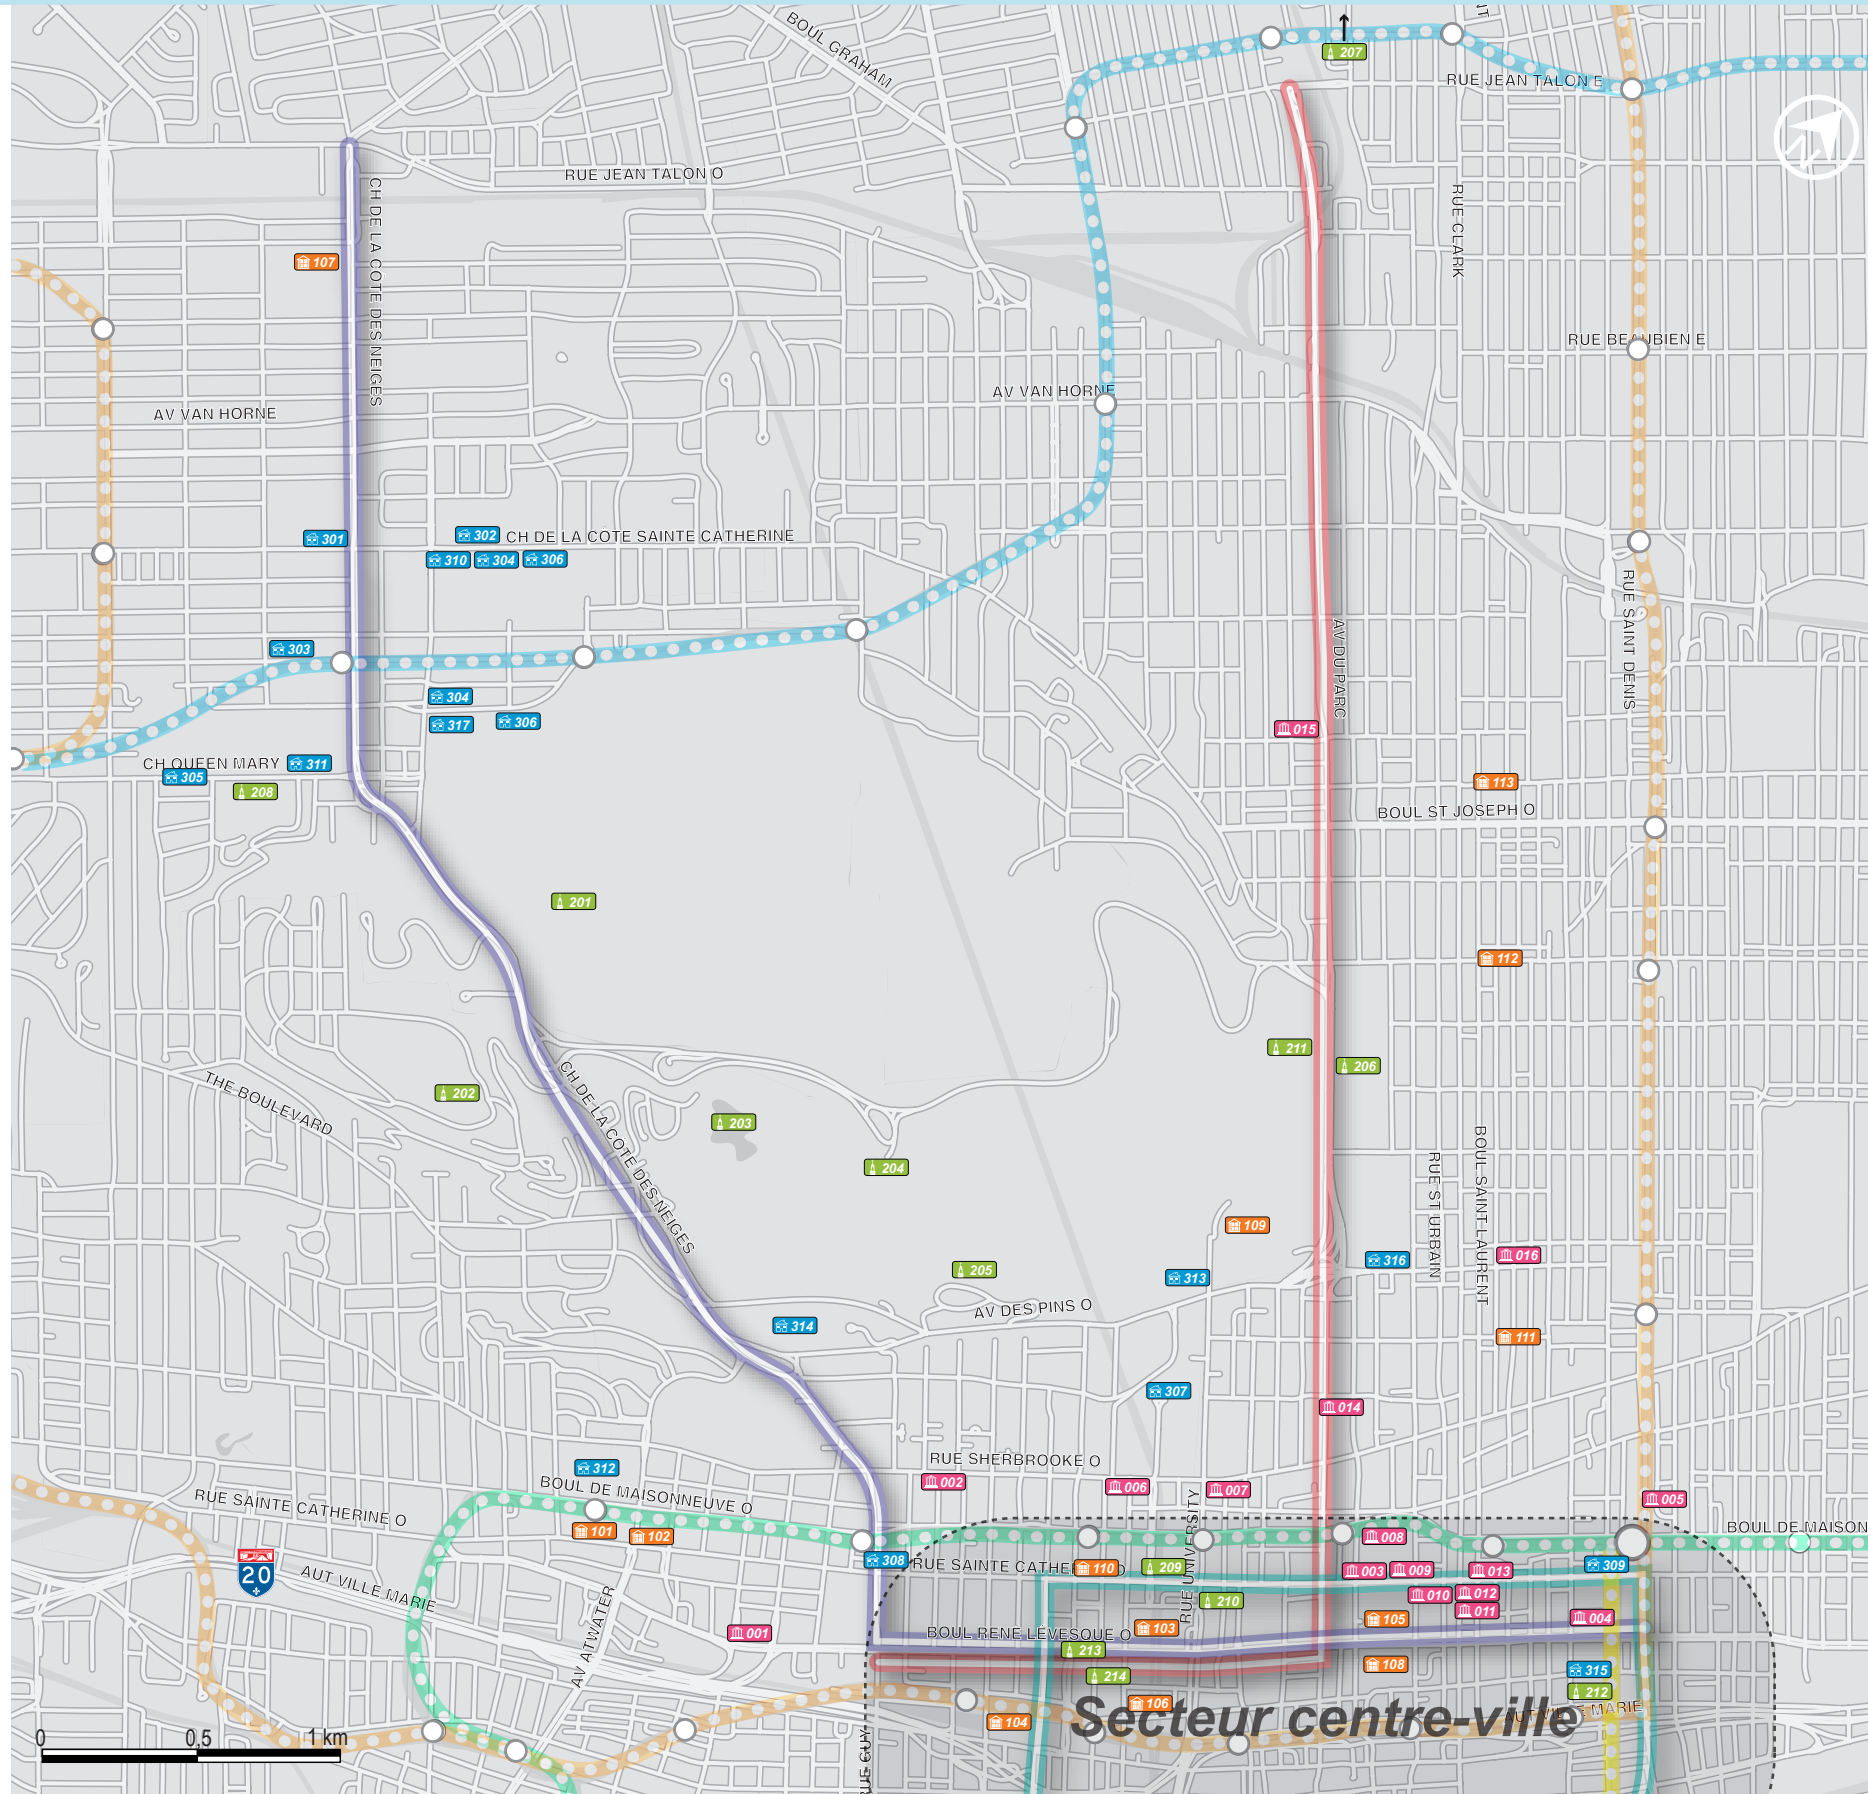 BOUL GRAHAM
207
RUE JEAN TALON E
RUE JEAN TALON O
N
CH DE LA COTE DES NEIGES
RUE CLARK
107
RUE BEAUBIEN E
AV VAN HORNE
AV VAN HORNE
301
302
CH DE LA CÔTE SAINTE CATHERINE
310
304
306
RUE SAINT DENIS
AV DU PARC
303
304
317
306
015
CH QUEEN MARY
311
305
208
113
BOUL ST JOSEPH O
201
112
211
206
THE BOULEVARD
202
CH DE LA COTE DES NEIGES
203
204
RUE ST URBAIN
BOUL SAINT LAURENT
109
205
313
316
016
AV DES PINS O
314
111
307
014
RUE SHERBROOKE O
312
BOUL DE MAISONNEUVE O
002
006
007
005
RUE SAINTE CATHERINE O
RUE UNIVERSITY
101
102
008
BOUL DE MAISON
308
RUE SAINTE CATHE
O
110
209
003
009
013
309
20
AUT VILLE MARIE
210
010
012
011
AV ATWATER
001
BOUL RENE LEVESQUE O
103
105
004
213
214
108
315
212
104
106
Secteur centre-ville
AUT VILLE MARIE
RUE GUY
0
0,5
1 km